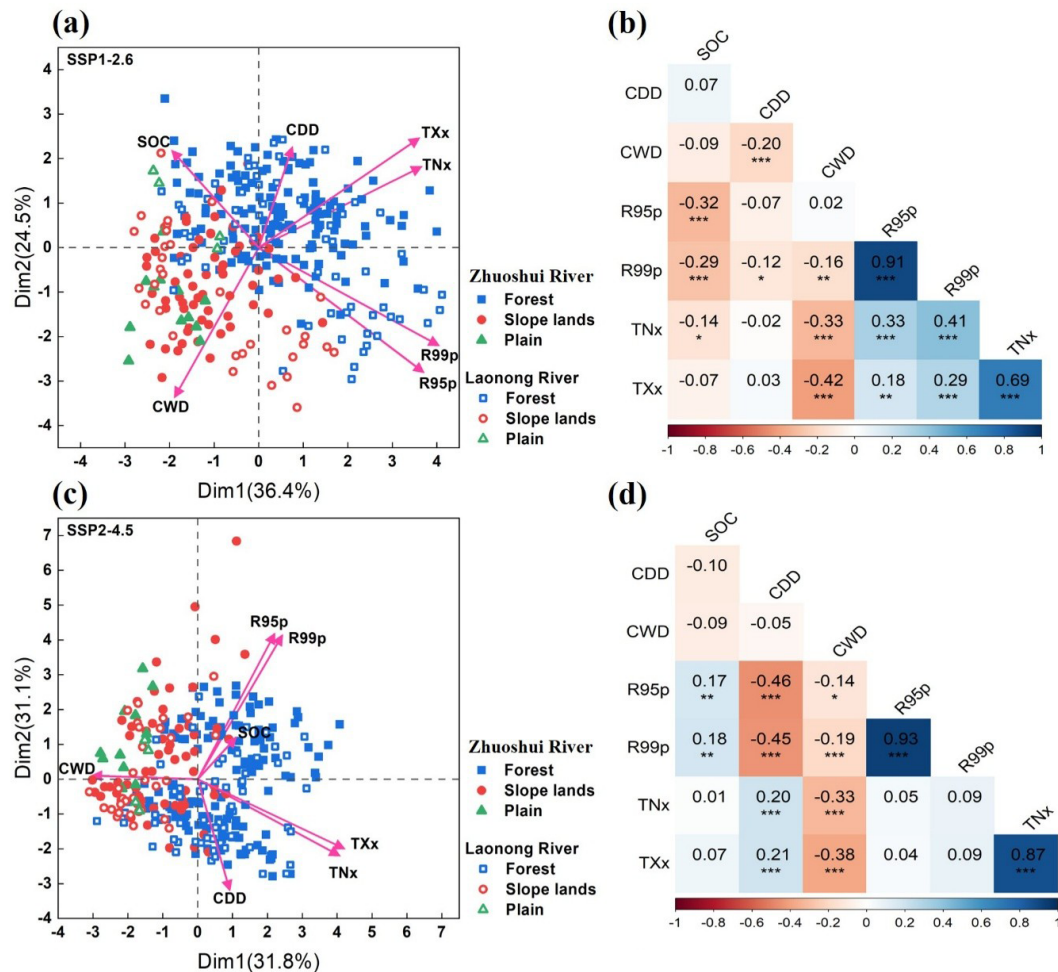 (a)
SSP1-2.6
4
3
2
1
0
-1
-2
-3
-4
Dim2(24.5%)
SOC
CDD
TXx
TNx
R99p
R95p
CWD
-4 -3 -2 -1 0 1 2 3 4
Dim1(36.4%)
Zhuoshui River
Forest
Slope lands
Plain
Laonong River
Forest
Slope lands
Plain
(b)
SOC
CDD 0.07 CDD
CWD -0.09 -0.20 CWD
***
R95p -0.32 -0.07 0.02 R95p
***
R99p -0.29 -0.12 -0.16 0.91 R99p
*** * ** ***
TNx -0.14 -0.02 -0.33 0.33 0.41 TNx
* *** *** ***
TXx -0.07 0.03 -0.42 0.18 0.29 0.69
*** ** *** ***
-1 -0.8 -0.6 -0.4 -0.2 0 0.2 0.4 0.6 0.8 1
(c)
SSP2-4.5
7
6
5
4
3
2
1
0
-1
-2
-3
-4
Dim2(31.1%)
R95p
R99p
SOC
CWD
TXx
TNx
CDD
-4 -3 -2 -1 0 1 2 3 4 5 6 7
Dim1(31.8%)
Zhuoshui River
Forest
Slope lands
Plain
Laonong River
Forest
Slope lands
Plain
(d)
SOC
CDD -0.10 CDD
CWD -0.09 -0.05 CWD
R95p 0.17 -0.46 -0.14 R95p
** *** *
R99p 0.18 -0.45 -0.19 0.93 R99p
** *** *** ***
TNx 0.01 0.20 -0.33 0.05 0.09 TNx
*** ***
TXx 0.07 0.21 -0.38 0.04 0.09 0.87
*** *** ***
-1 -0.8 -0.6 -0.4 -0.2 0 0.2 0.4 0.6 0.8 1